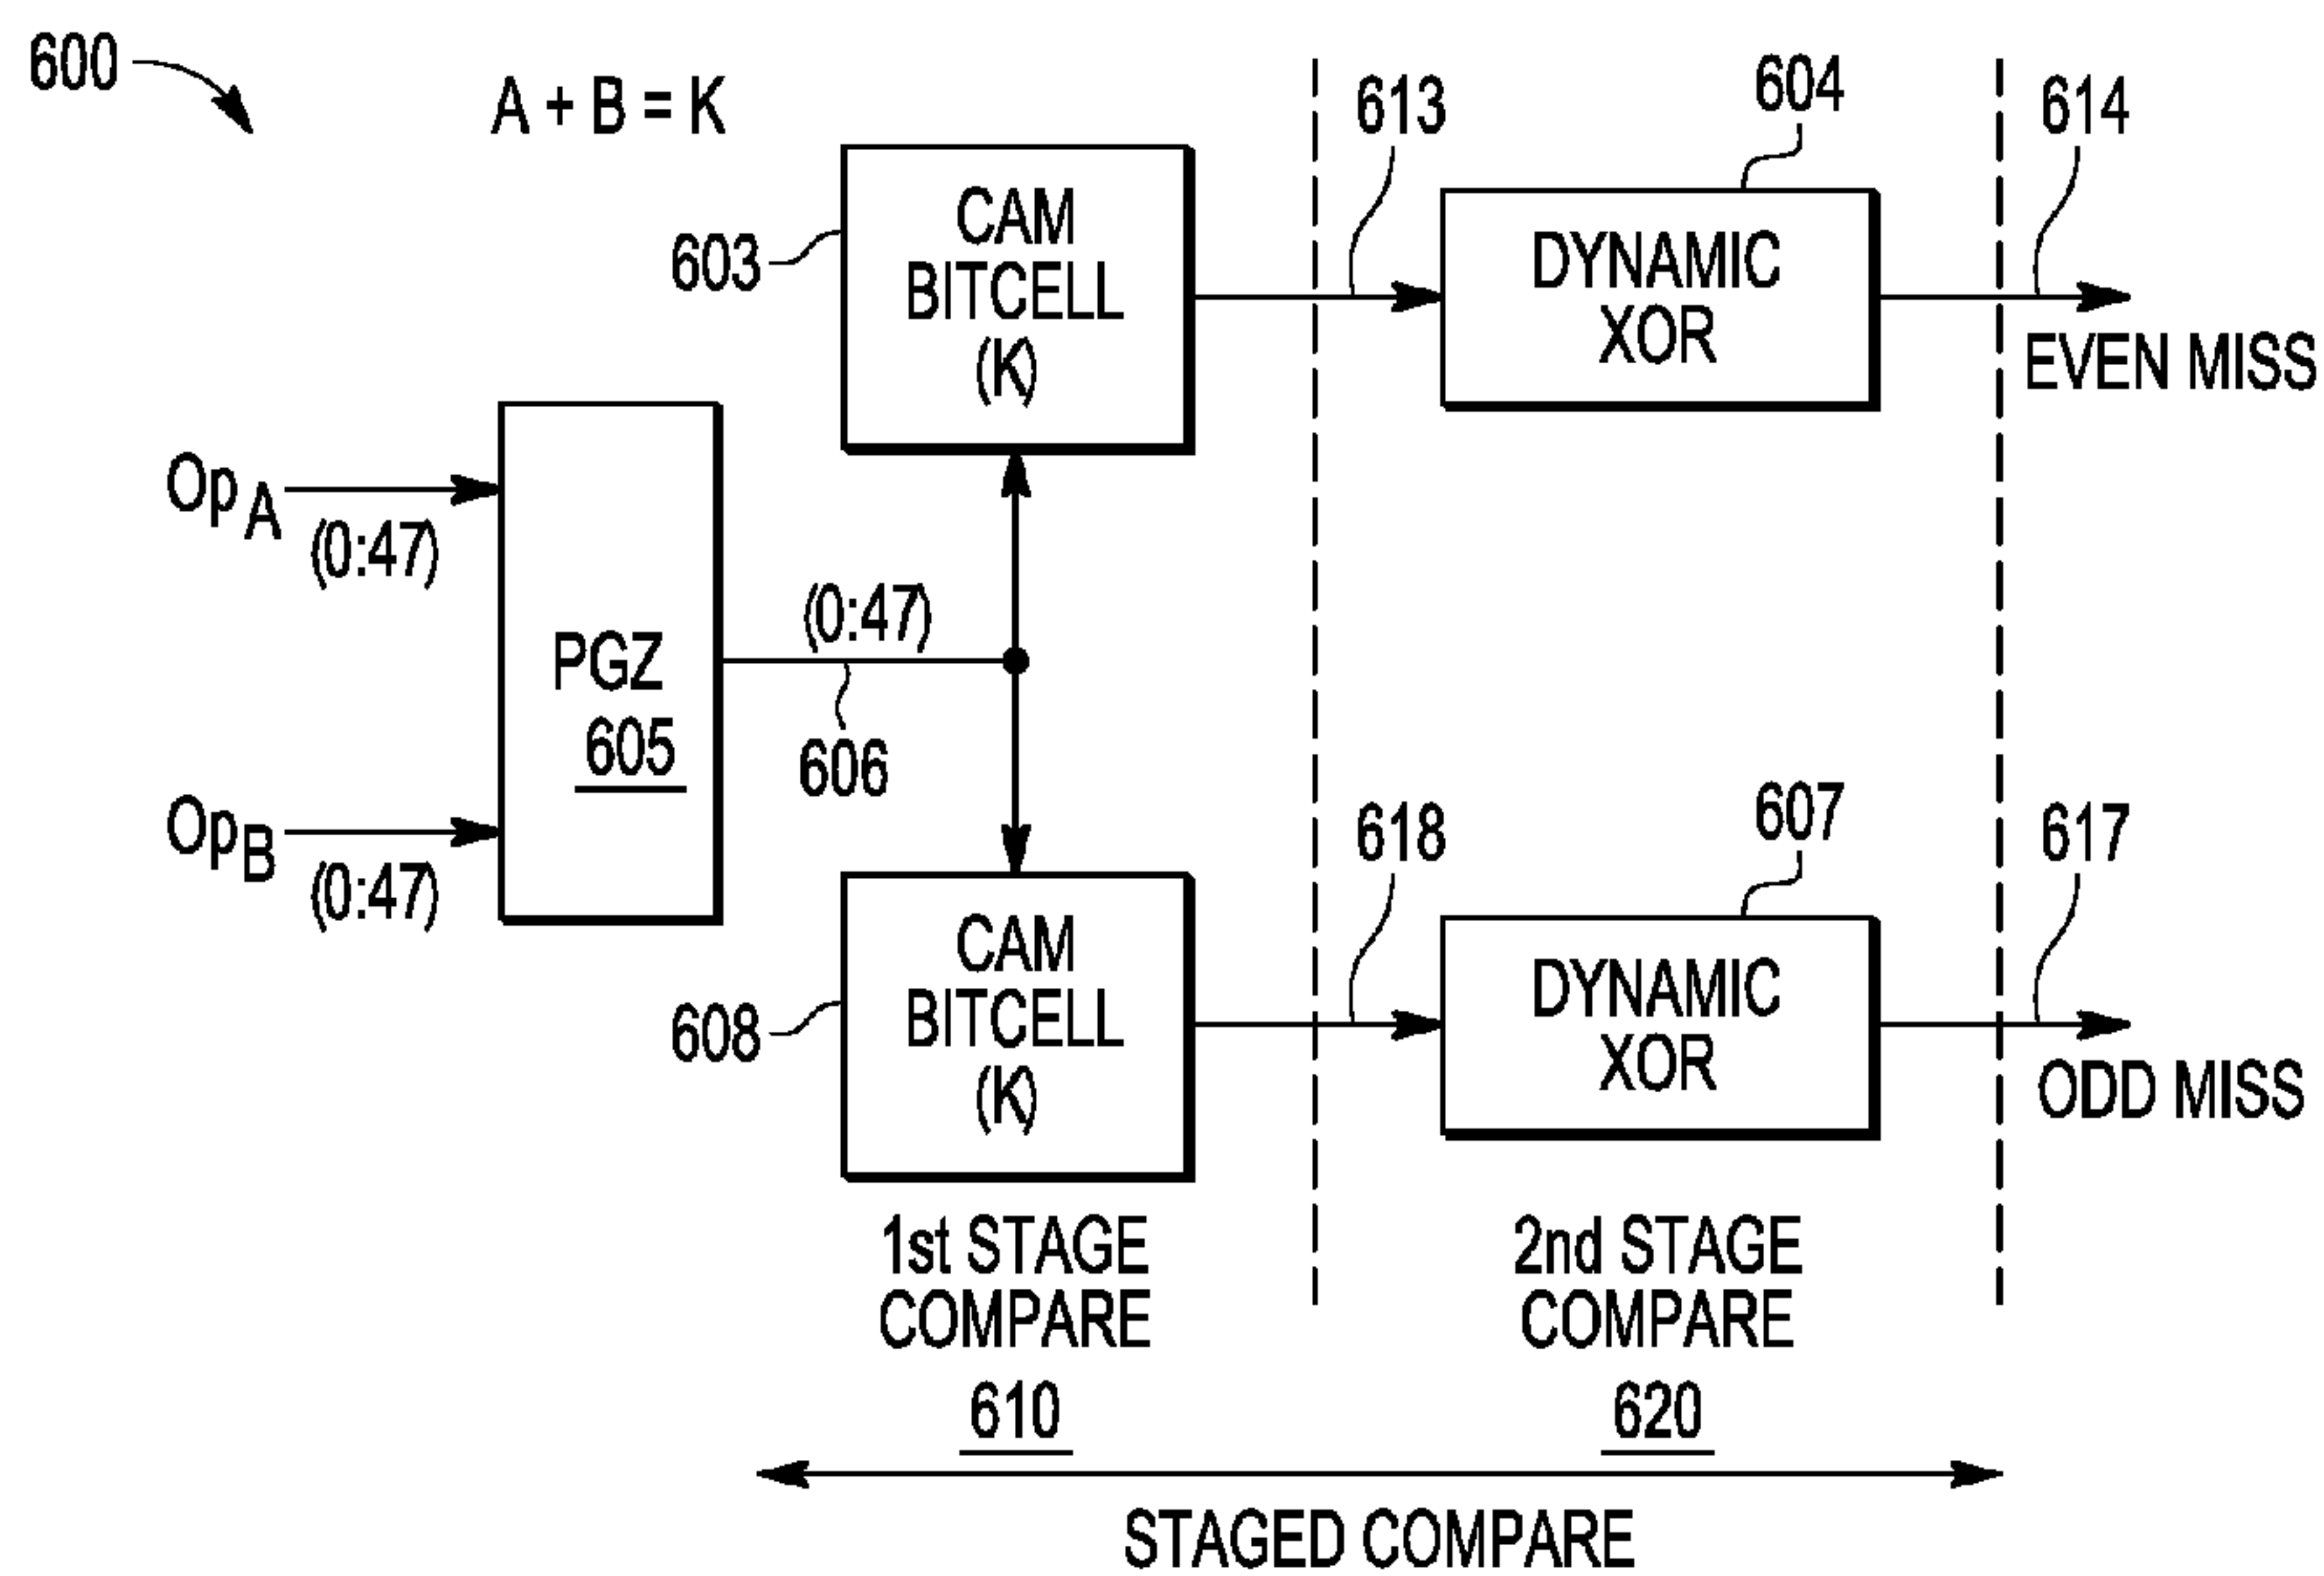 600
A + B = K
613
604
614
CAM
BITCELL
(K)
603
DYNAMIC
XOR
EVEN MISS
OpA
(0:47)
PGZ
605
(0:47)
606
OpB
(0:47)
618
607
617
CAM
BITCELL
(K)
608
DYNAMIC
XOR
ODD MISS
1st STAGE
COMPARE
610
2nd STAGE
COMPARE
620
STAGED COMPARE